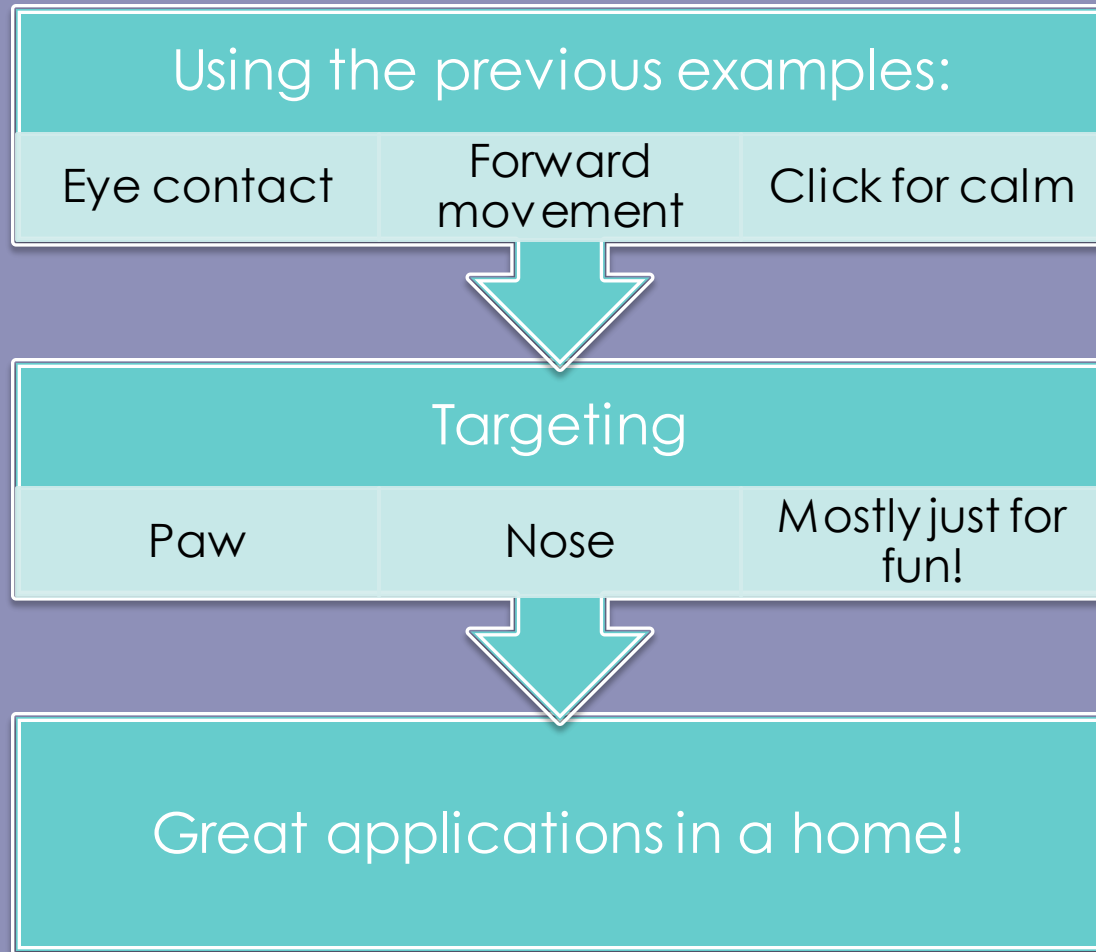 Using the previous examples:
Eye contact
Forward
movement
Click for calm
Targeting
Paw
Nose
Mostly just for
fun!
Great applications in a home!